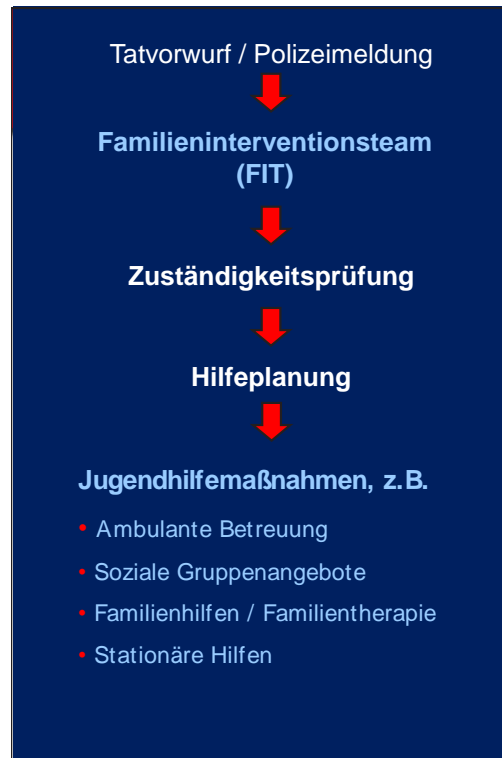 Tatvorwurf / Polizeimeldung
Familieninterventionsteam
(FIT)
Zuständigkeitsprüfung
Hilfeplanung
Jugendhilfemaßnahmen, z.B.
• Ambulante Betreuung
• Soziale Gruppenangebote
• Familienhilfen / Familientherapie
• Stationäre Hilfen